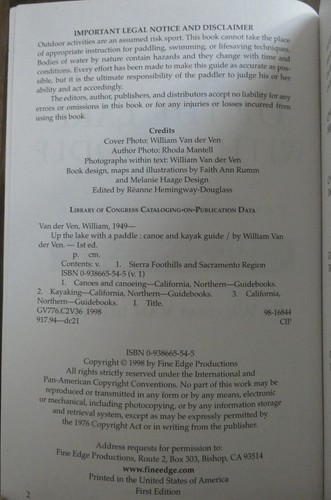 IMPORTANT LEGAL NOTICE AND DISCLAIMER
Outdoor activities are an assumed risk sport. This book cannot take the
place of appropriate instruction for paddling, swimming, or lifesaving techniques.
Bodies of water by nature contain hazards and they change with time and
conditions. Every effort has been made to make this guide as accurate as pos-
sible, but it is the ultimate responsibility of the paddler to judge his or her
ability and act accordingly.
The editors, author, publishers, and distributors accept no liability for any
errors or omissions in this book or for any injuries or losses incurred from
using this book.
Credits
Cover Photo: William Van der Ven
Author Photo: Rhoda Mantell
Photographs within text: William Van der Ven
Book design, maps and illustrations by Faith Ann Rumm
and Melanie Haage Design
Edited by Réanne Hemingway-Douglass
LIBRARY OF CONGRESS CATALOGING-ON-PUBLICATION DATA
Van der Ven, William, 1949—
Up the lake with a paddle : canoe and kayak guide / by William Van
der Ven. — 1st ed.
p. cm.
Contents: v. 1. Sierra Foothills and Sacramento Region
ISBN 0-938665-54-5 (v. 1)
1. Canoes and canoeing—California, Northern—Guidebooks.
2. Kayaking—California, Northern—Guidebooks. 3. California,
Northern—Guidebooks. I. Title.
GV776.C2V36 1998 98-16844
917.94—dc21 CIP
ISBN 0-938665-54-5
Copyright © 1998 by Fine Edge Productions
All rights strictly reserved under the International and
Pan-American Copyright Conventions. No part of this work may be
reproduced or transmitted in any form or by any means, electronic
or mechanical, including photocopying, or by any information storage
and retrieval system, except as may be expressly permitted by
the 1976 Copyright Act or in writing from the publisher.
Address requests for permission to:
Fine Edge Productions, Route 2, Box 303, Bishop, CA 93514
www.fineedge.com
Printed in the United States of America
First Edition
2